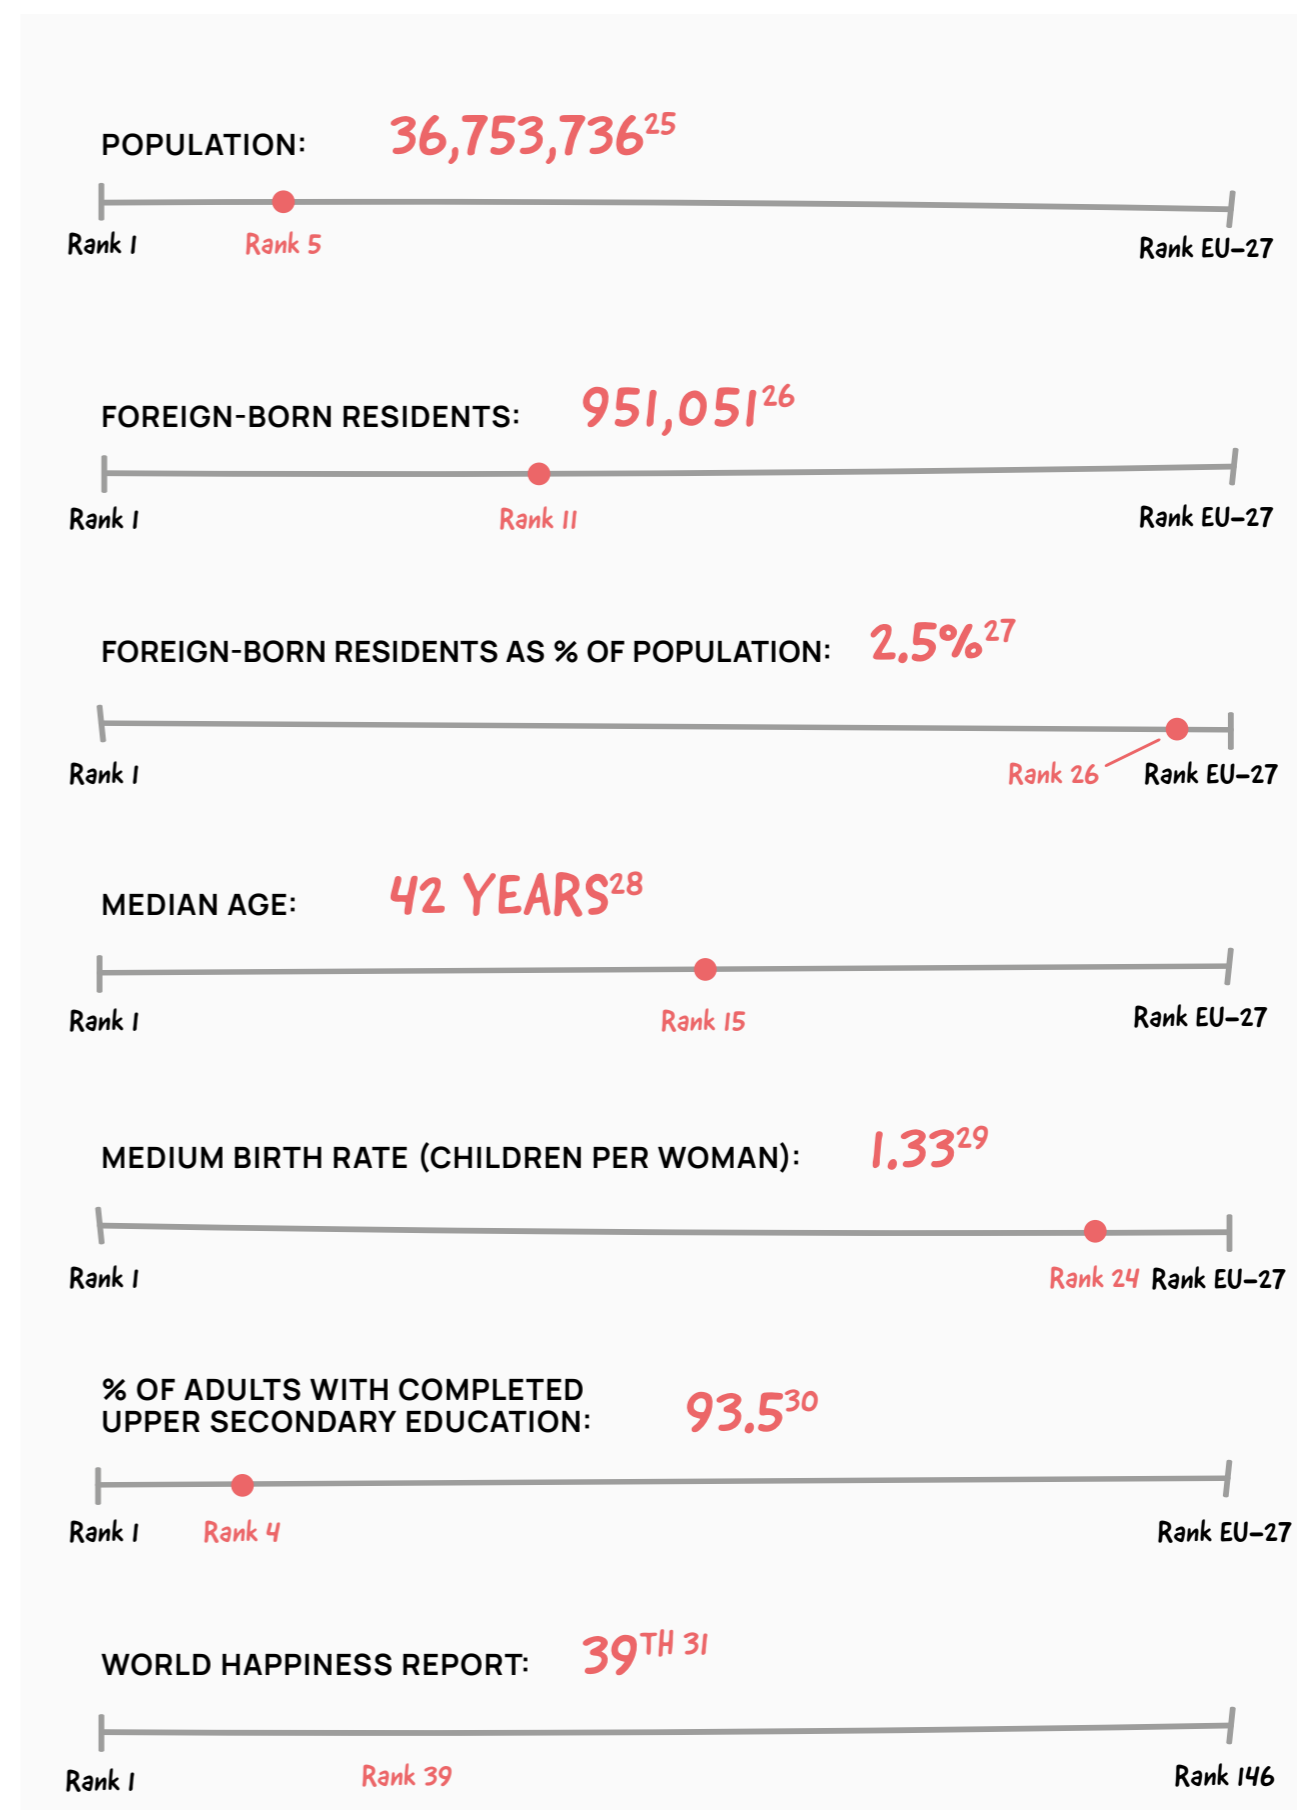 POPULATION: 36,753,736²⁵
Rank 1 Rank 5 Rank EU-27
FOREIGN-BORN RESIDENTS: 951,051²⁶
Rank 1 Rank 11 Rank EU-27
FOREIGN-BORN RESIDENTS AS % OF POPULATION: 2.5%²⁷
Rank 1 Rank 26 Rank EU-27
MEDIAN AGE: 42 YEARS²⁸
Rank 1 Rank 15 Rank EU-27
MEDIUM BIRTH RATE (CHILDREN PER WOMAN): 1.33²⁹
Rank 1 Rank 24 Rank EU-27
% OF ADULTS WITH COMPLETED
UPPER SECONDARY EDUCATION: 93.5³⁰
Rank 1 Rank 4 Rank EU-27
WORLD HAPPINESS REPORT: 39TH ³¹
Rank 1 Rank 39 Rank 146